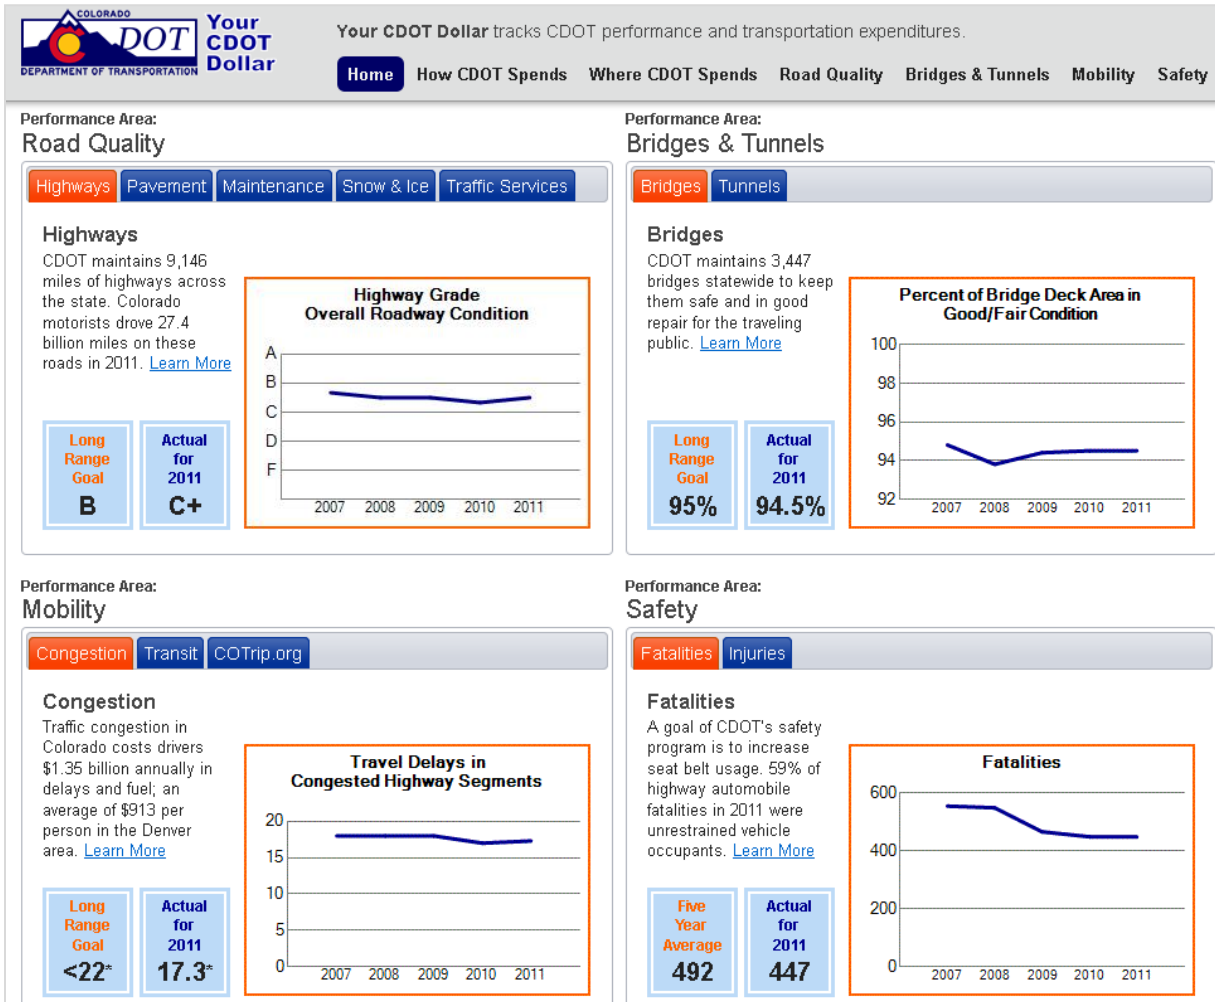 COLORADO
DOT
DEPARTMENT OF TRANSPORTATION
Your
CDOT
Dollar
Your CDOT Dollar tracks CDOT performance and transportation expenditures.
Home How CDOT Spends Where CDOT Spends Road Quality Bridges & Tunnels Mobility Safety
Performance Area:
Road Quality
Highways Pavement Maintenance Snow & Ice Traffic Services
Highways
CDOT maintains 9,146
miles of highways across
the state. Colorado
motorists drove 27.4
billion miles on these
roads in 2011. Learn More
Long
Range
Goal
B
Actual
for
2011
C+
Highway Grade
Overall Roadway Condition
A
B
C
D
F
2007 2008 2009 2010 2011
Performance Area:
Bridges & Tunnels
Bridges Tunnels
Bridges
CDOT maintains 3,447
bridges statewide to keep
them safe and in good
repair for the traveling
public. Learn More
Long
Range
Goal
95%
Actual
for
2011
94.5%
Percent of Bridge Deck Area in
Good/Fair Condition
100
98
96
94
92
2007 2008 2009 2010 2011
Performance Area:
Mobility
Congestion Transit COTrip.org
Congestion
Traffic congestion in
Colorado costs drivers
$1.35 billion annually in
delays and fuel; an
average of $913 per
person in the Denver
area. Learn More
Long
Range
Goal
<22*
Actual
for
2011
17.3*
Travel Delays in
Congested Highway Segments
20
15
10
5
0
2007 2008 2009 2010 2011
Performance Area:
Safety
Fatalities Injuries
Fatalities
A goal of CDOT's safety
program is to increase
seat belt usage. 59% of
highway automobile
fatalities in 2011 were
unrestrained vehicle
occupants. Learn More
Five
Year
Average
492
Actual
for
2011
447
Fatalities
600
400
200
0
2007 2008 2009 2010 2011